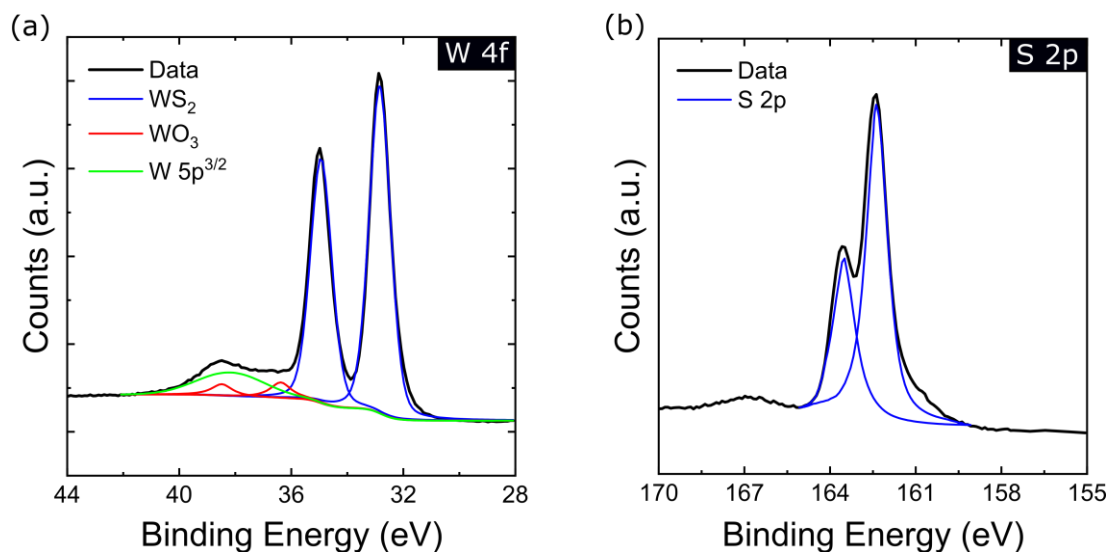 (a)
W 4f
Data
WS₂
WO₃
W 5p³/²
Counts (a.u.)
44 40 36 32 28
Binding Energy (eV)
(b)
S 2p
Data
S 2p
Counts (a.u.)
170 167 164 161 158 155
Binding Energy (eV)